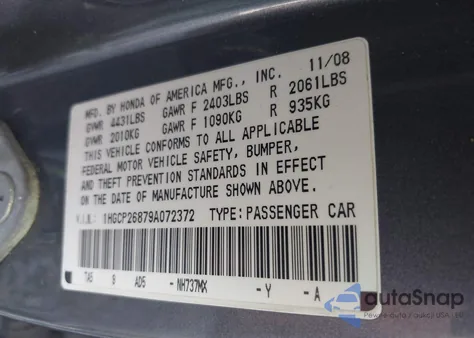 MFD. BY HONDA OF AMERICA MFG., INC. 11/08
GVWR 4431LBS GAWR F 2403LBS R 2061LBS
GVWR 2010KG GAWR F 1090KG R 935KG
THIS VEHICLE CONFORMS TO ALL APPLICABLE
FEDERAL MOTOR VEHICLE SAFETY, BUMPER,
AND THEFT PREVENTION STANDARDS IN EFFECT
ON THE DATE OF MANUFACTURE SHOWN ABOVE.
V.I.N.: 1HGCP26879A072372 TYPE: PASSENGER CAR
TA5 B AD5 - NH737MX - Y - A
autoSnap